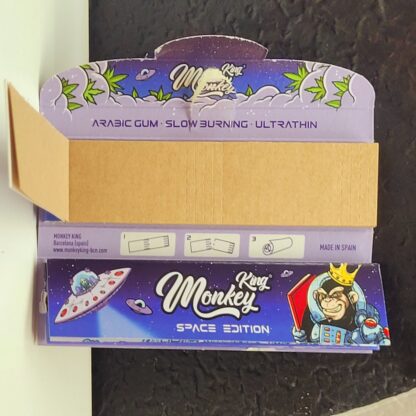 Monkey King
ARABIC GUM · SLOW BURNING · ULTRATHIN
MONKEY KING
Barcelona (spain)
www.monkeyking-bcn.com
1 2 3
MADE IN SPAIN
Monkey King
SPACE EDITION